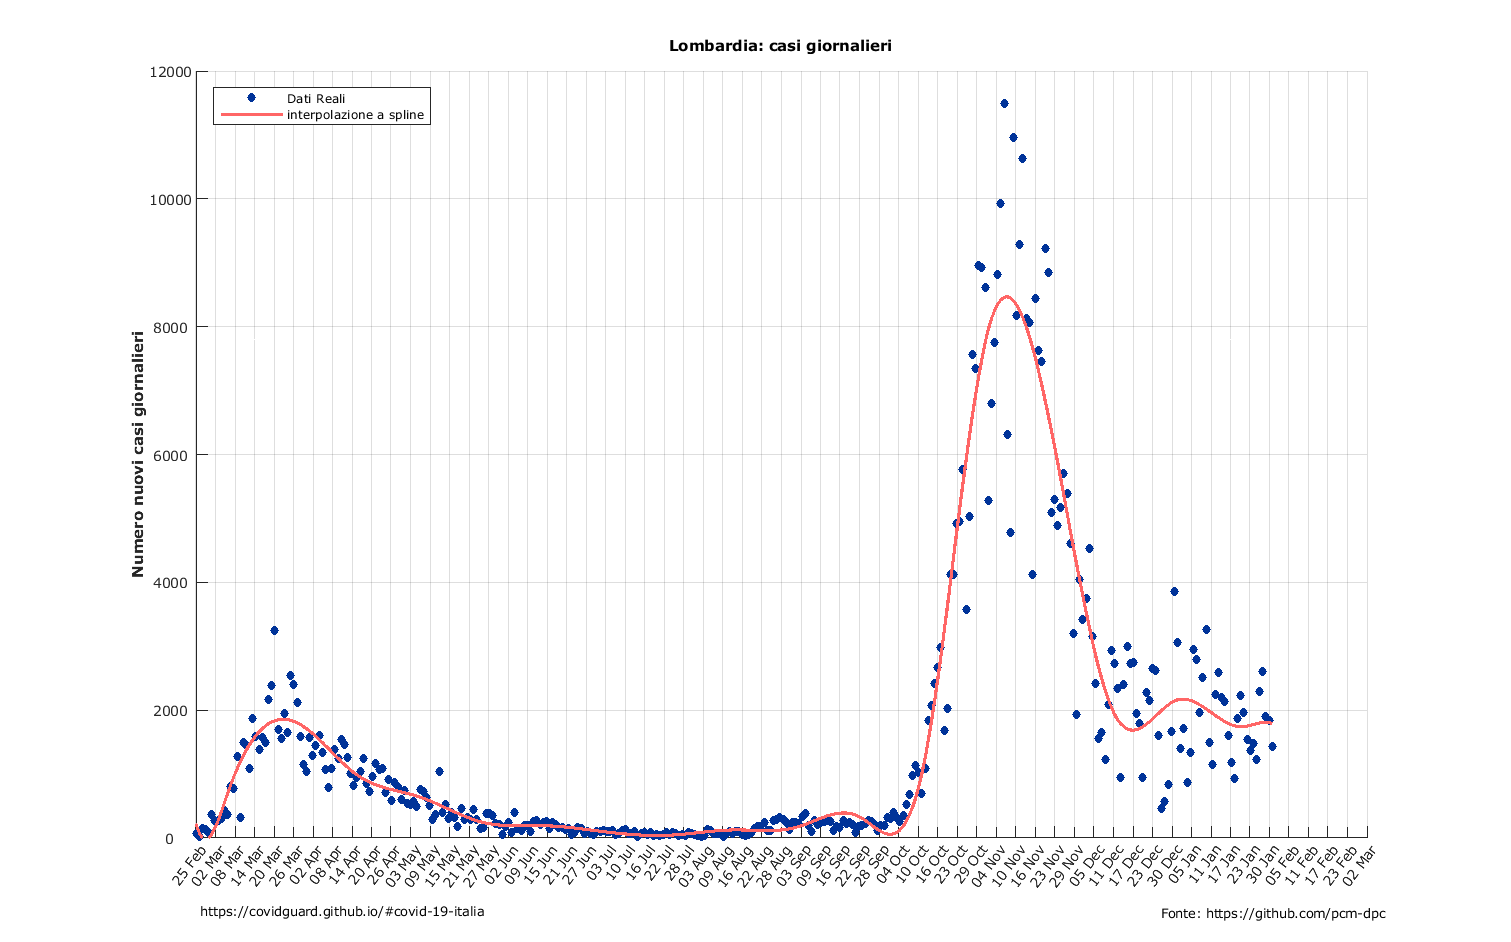 Lombardia: casi giornalieri
Dati Reali
interpolazione a spline
Numero nuovi casi giornalieri
12000
10000
8000
6000
4000
2000
0
25 Feb
02 Mar
08 Mar
14 Mar
20 Mar
26 Mar
02 Apr
08 Apr
14 Apr
20 Apr
26 Apr
03 May
09 May
15 May
21 May
27 May
02 Jun
09 Jun
15 Jun
21 Jun
27 Jun
03 Jul
10 Jul
16 Jul
22 Jul
28 Jul
03 Aug
09 Aug
16 Aug
22 Aug
28 Aug
03 Sep
09 Sep
16 Sep
22 Sep
28 Sep
04 Oct
10 Oct
16 Oct
23 Oct
29 Oct
04 Nov
10 Nov
16 Nov
23 Nov
29 Nov
05 Dec
11 Dec
17 Dec
23 Dec
30 Dec
05 Jan
11 Jan
17 Jan
23 Jan
30 Jan
05 Feb
11 Feb
17 Feb
23 Feb
02 Mar
https://covidguard.github.io/#covid-19-italia
Fonte: https://github.com/pcm-dpc